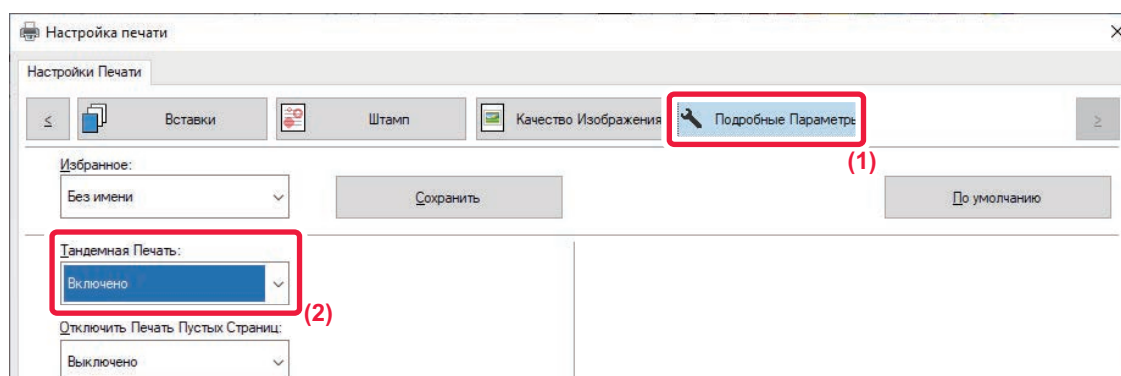 Настройка печати
Настройки Печати
< Вставки Штамп Качество Изображения Подробные Параметры >
(1)
Избранное:
Без имени Сохранить По умолчанию
Тандемная Печать:
Включено
(2)
Отключить Печать Пустых Страниц:
Выключено